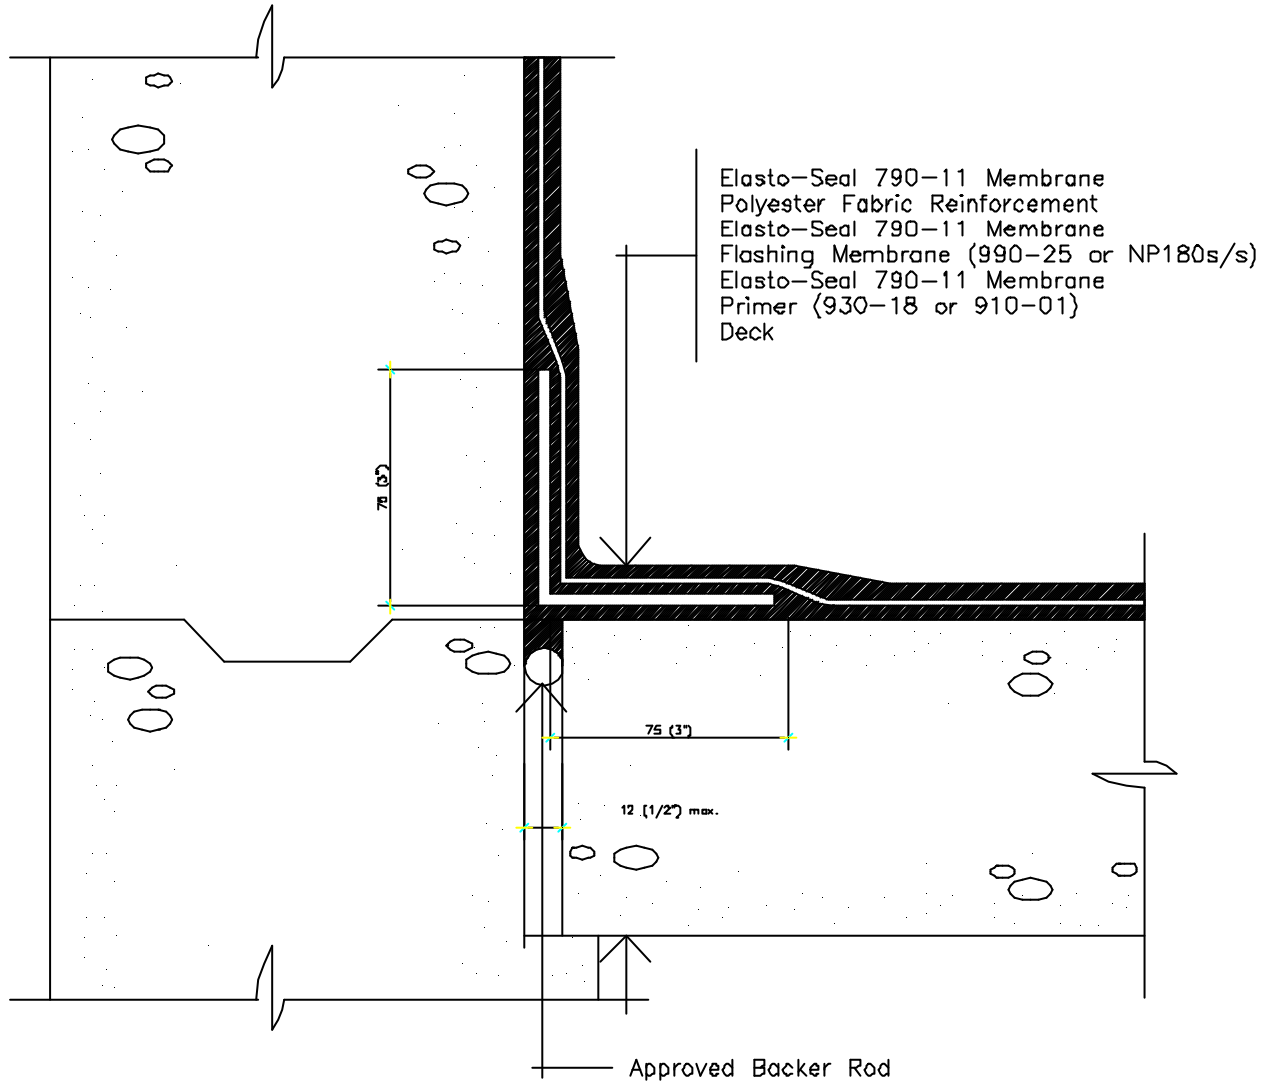 Elasto-Seal 790-11 Membrane
Polyester Fabric Reinforcement
Elasto-Seal 790-11 Membrane
Flashing Membrane (990-25 or NP180s/s)
Elasto-Seal 790-11 Membrane
Primer (930-18 or 910-01)
Deck
(3")
75 (3")
12 (1/2") max.
Approved Backer Rod